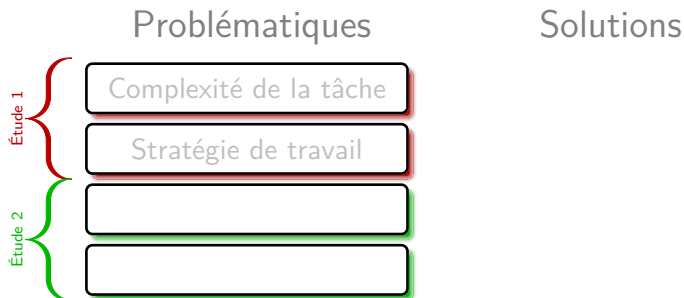 Problématiques Solutions
Étude 1
Complexité de la tâche
Stratégie de travail
Étude 2